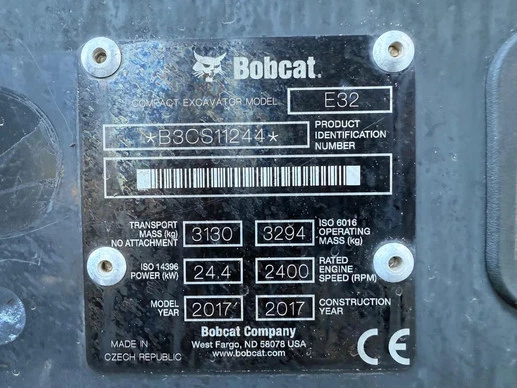 Bobcat.
COMPACT EXCAVATOR MODEL E32
*B3CS11244* PRODUCT IDENTIFICATION NUMBER
TRANSPORT MASS (kg) NO ATTACHMENT 3130 3294 ISO 6016 OPERATING MASS (kg)
ISO 14396 POWER (kW) 24.4 2400 RATED ENGINE SPEED (RPM)
MODEL YEAR 2017 2017 CONSTRUCTION YEAR
Bobcat Company
MADE IN CZECH REPUBLIC West Fargo, ND 58078 USA
www.bobcat.com
CE